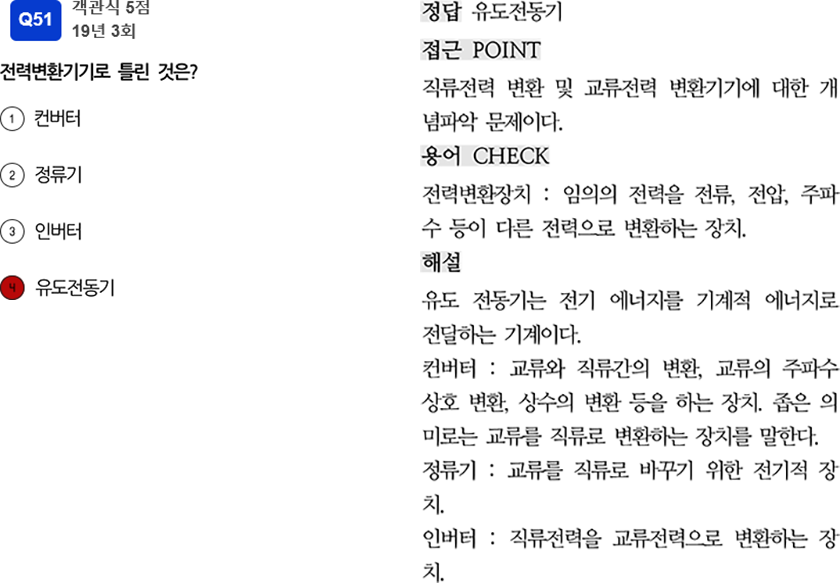 Q51
객관식 5점
19년 3회
전력변환기기로 틀린 것은?
1 컨버터
2 정류기
3 인버터
4 유도전동기
정답 유도전동기
접근 POINT
직류전력 변환 및 교류전력 변환기기에 대한 개
념파악 문제이다.
용어 CHECK
전력변환장치 : 임의의 전력을 전류, 전압, 주파
수 등이 다른 전력으로 변환하는 장치.
해설
유도 전동기는 전기 에너지를 기계적 에너지로
전달하는 기계이다.
컨버터 : 교류와 직류간의 변환, 교류의 주파수
상호 변환, 상수의 변환 등을 하는 장치. 좁은 의
미로는 교류를 직류로 변환하는 장치를 말한다.
정류기 : 교류를 직류로 바꾸기 위한 전기적 장
치.
인버터 : 직류전력을 교류전력으로 변환하는 장
치.